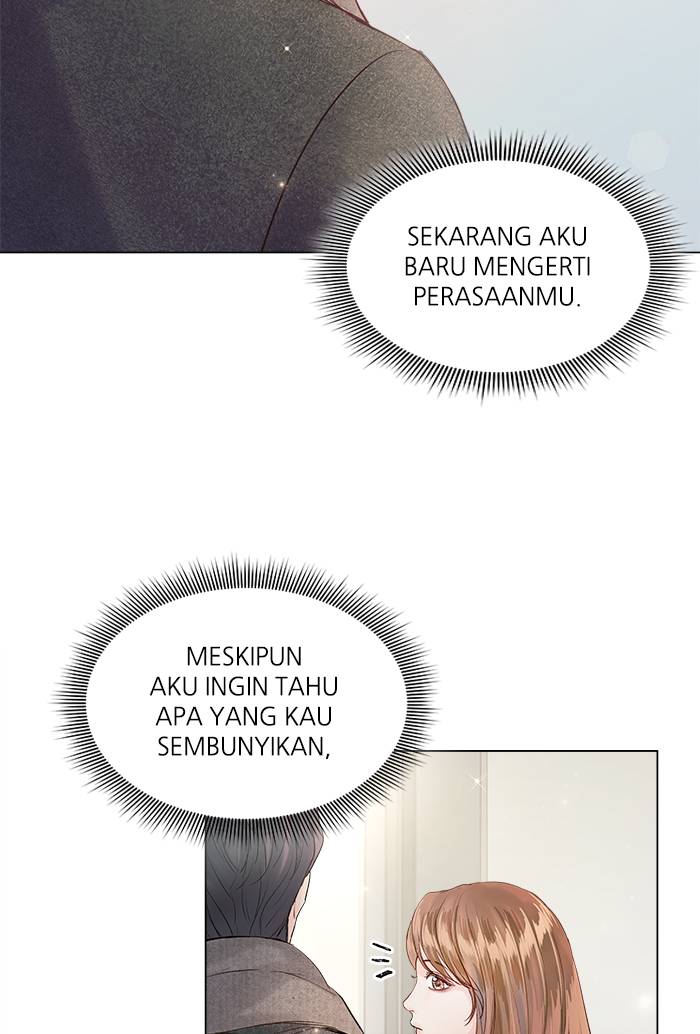 SEKARANG AKU
BARU MENGERTI
PERASAANMU.
MESKIPUN
AKU INGIN TAHU
APA YANG KAU
SEMBUNYIKAN,